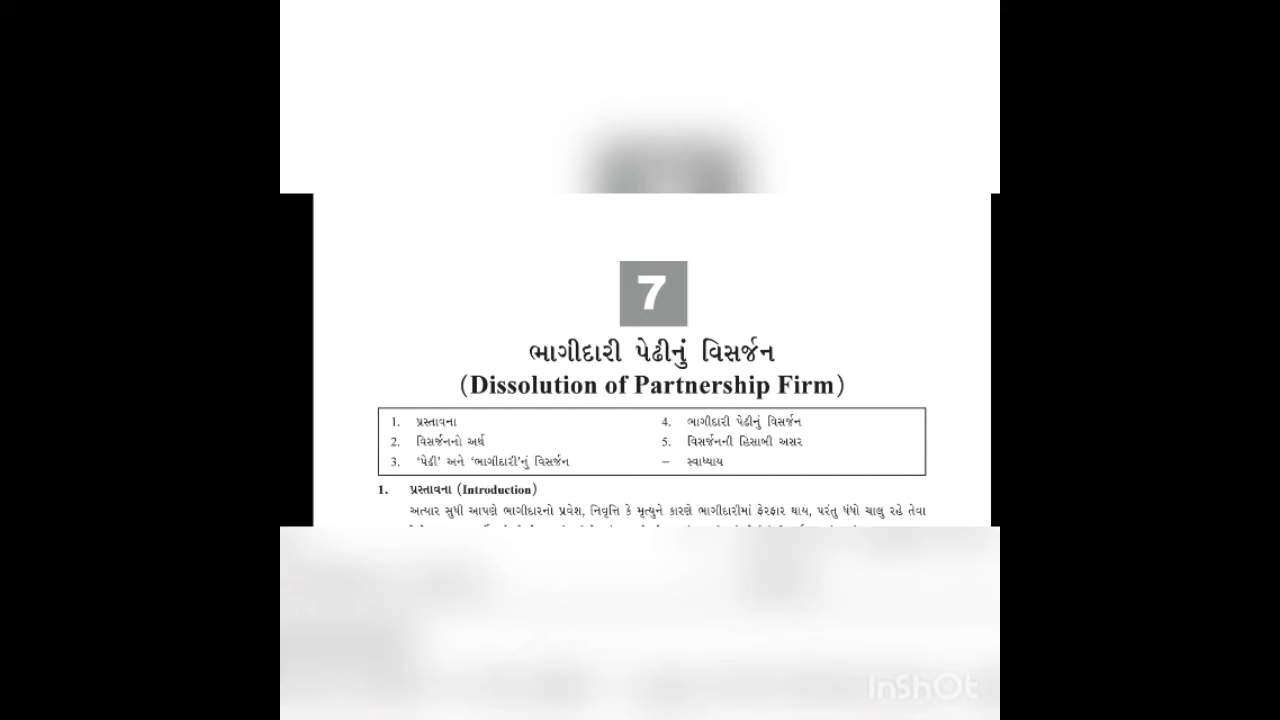 7
ભાગીદારી પેઢીનું વિસર્જન
(Dissolution of Partnership Firm)
1. પ્રસ્તાવના
2. વિસર્જનનો અર્થ
3. ‘પેઢી’ અને ‘ભાગીદારી’નું વિસર્જન
4. ભાગીદારી પેઢીનું વિસર્જન
5. વિસર્જનની હિસાબી અસર
– સ્વાધ્યાય
1. પ્રસ્તાવના (Introduction)
અત્યાર સુધી આપણે ભાગીદારનો પ્રવેશ, નિવૃત્તિ કે મૃત્યુને કારણે ભાગીદારીમાં ફેરફાર થાય, પરંતુ ધંધો ચાલુ રહે તેવા
InShOt